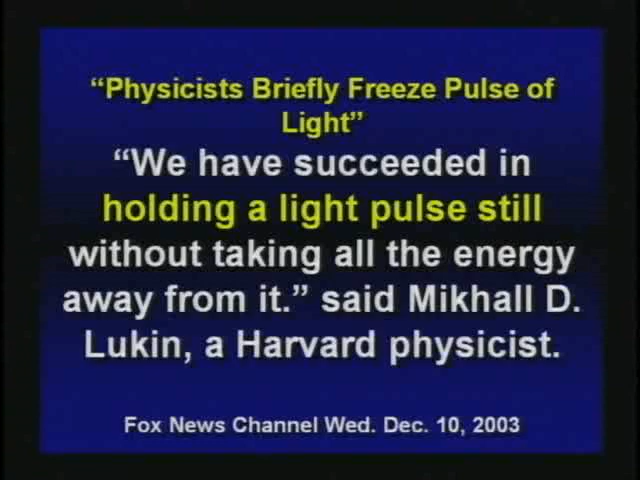 “Physicists Briefly Freeze Pulse of
Light”
“We have succeeded in
holding a light pulse still
without taking all the energy
away from it.” said Mikhall D.
Lukin, a Harvard physicist.
Fox News Channel Wed. Dec. 10, 2003